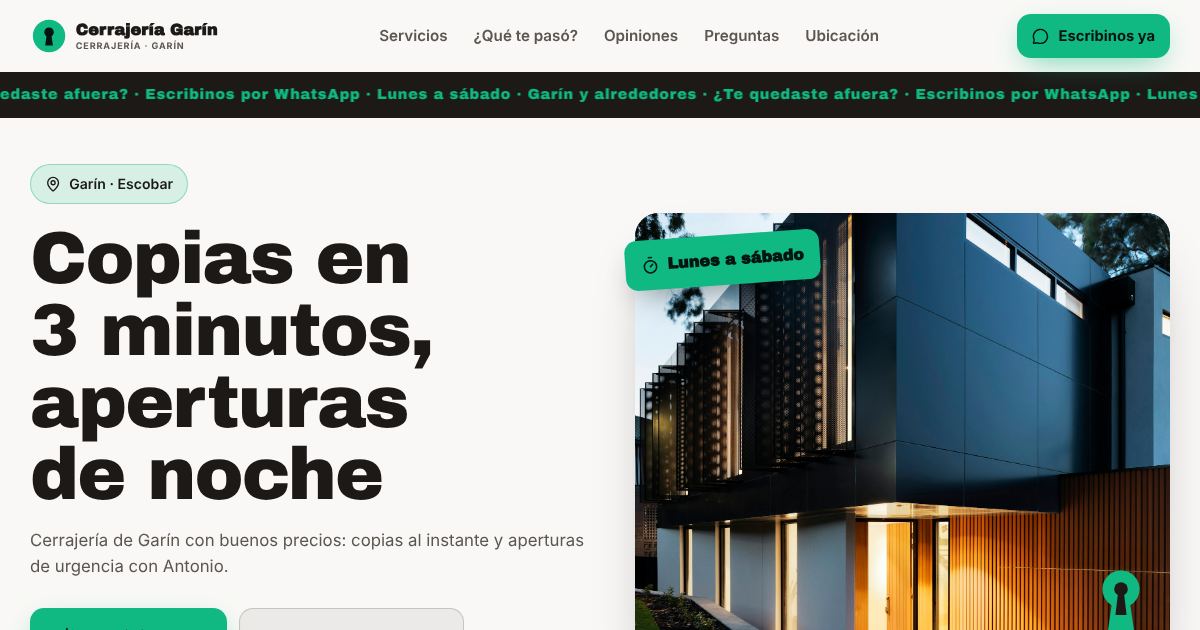 Cerrajería Garín
CERRAJERÍA · GARÍN
Servicios
¿Qué te pasó?
Opiniones
Preguntas
Ubicación
Escribinos ya
edaste afuera? · Escribinos por WhatsApp · Lunes a sábado · Garín y alrededores · ¿Te quedaste afuera? · Escribinos por WhatsApp · Lunes
Garín · Escobar
Copias en
3 minutos,
aperturas
de noche
Lunes a sábado
Cerrajería de Garín con buenos precios: copias al instante y aperturas
de urgencia con Antonio.